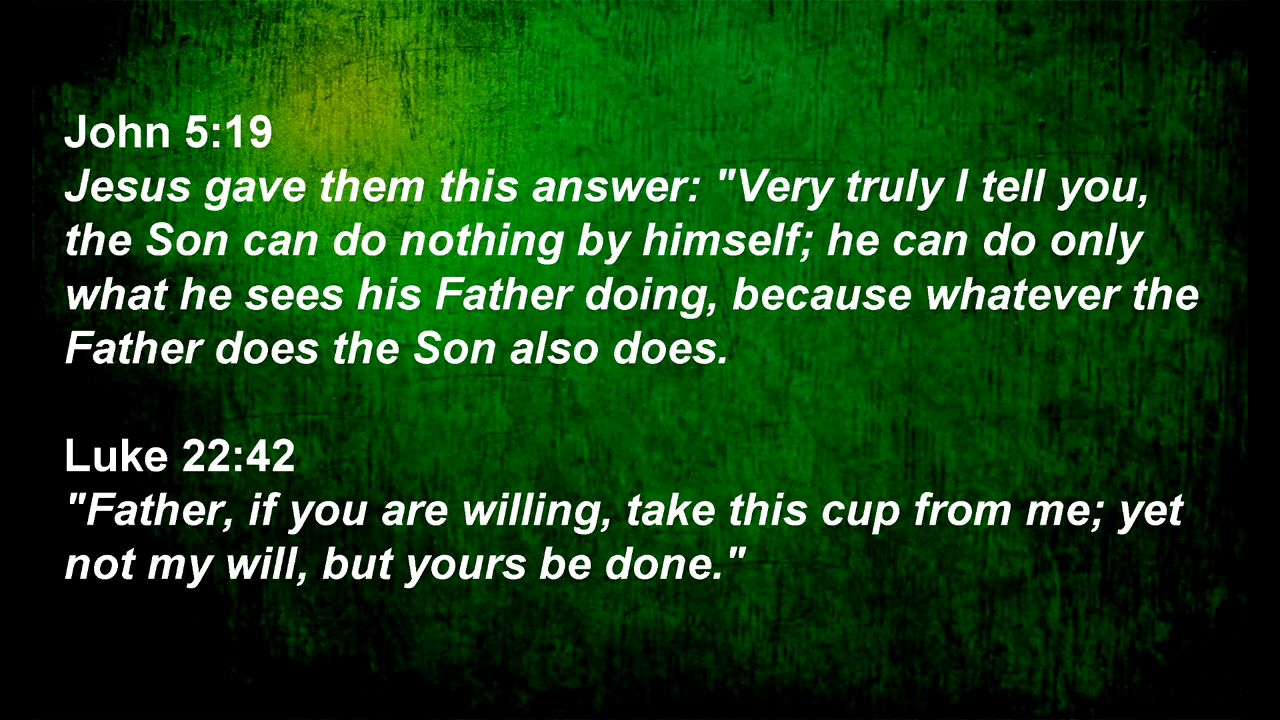 John 5:19
Jesus gave them this answer: "Very truly I tell you,
the Son can do nothing by himself; he can do only
what he sees his Father doing, because whatever the
Father does the Son also does.
Luke 22:42
"Father, if you are willing, take this cup from me; yet
not my will, but yours be done."